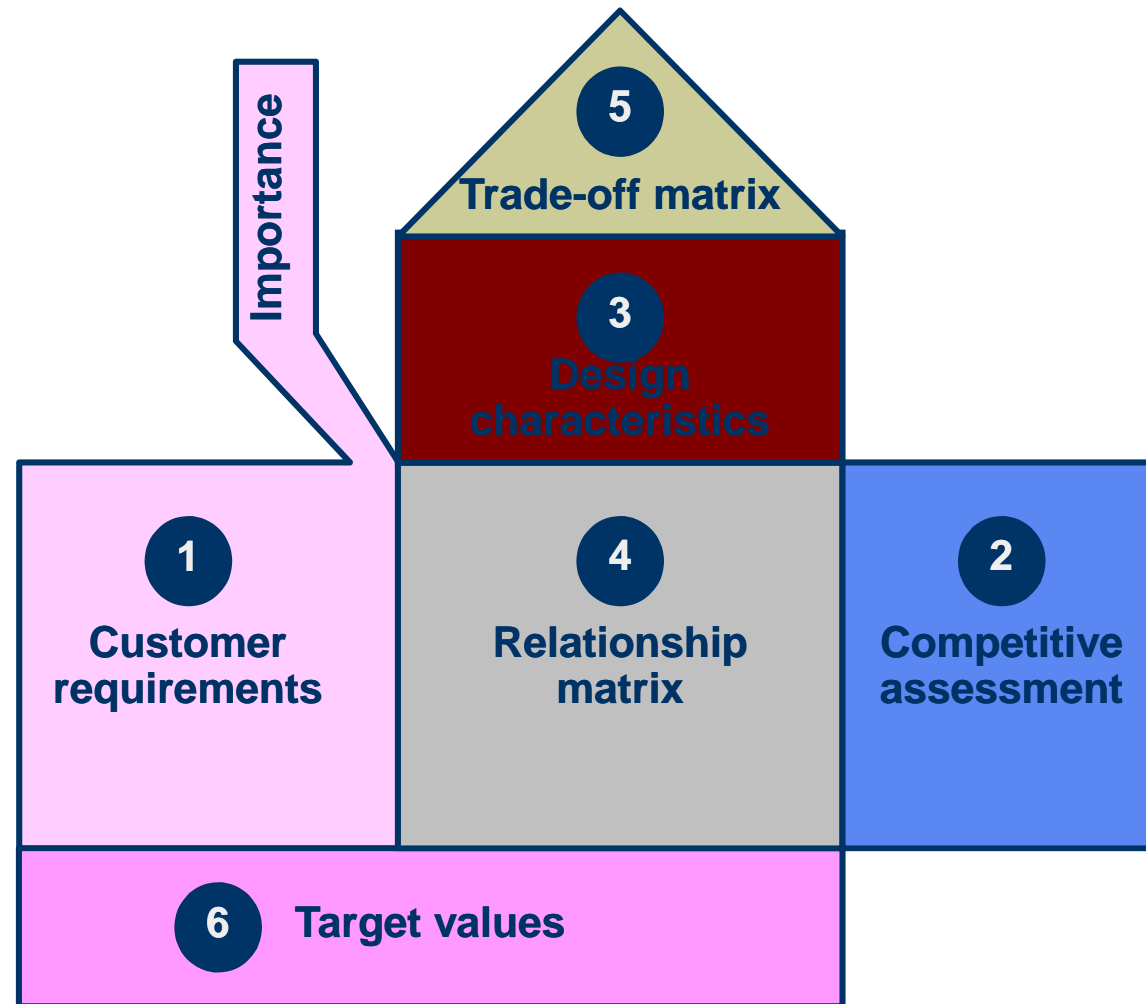 5
Trade-off matrix
Importance
3
Design
characteristics
1
Customer
requirements
4
Relationship
matrix
2
Competitive
assessment
6
Target values